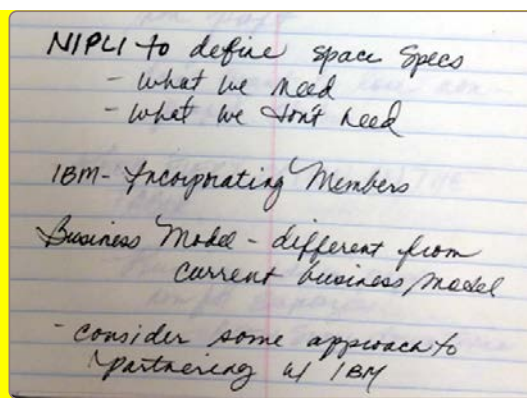 NIPLI to define space specs
- what we need
- what we don't need
IBM - Incorporating Members
Business Model - different from
current business model
- consider some approach to
partnering w/ IBM